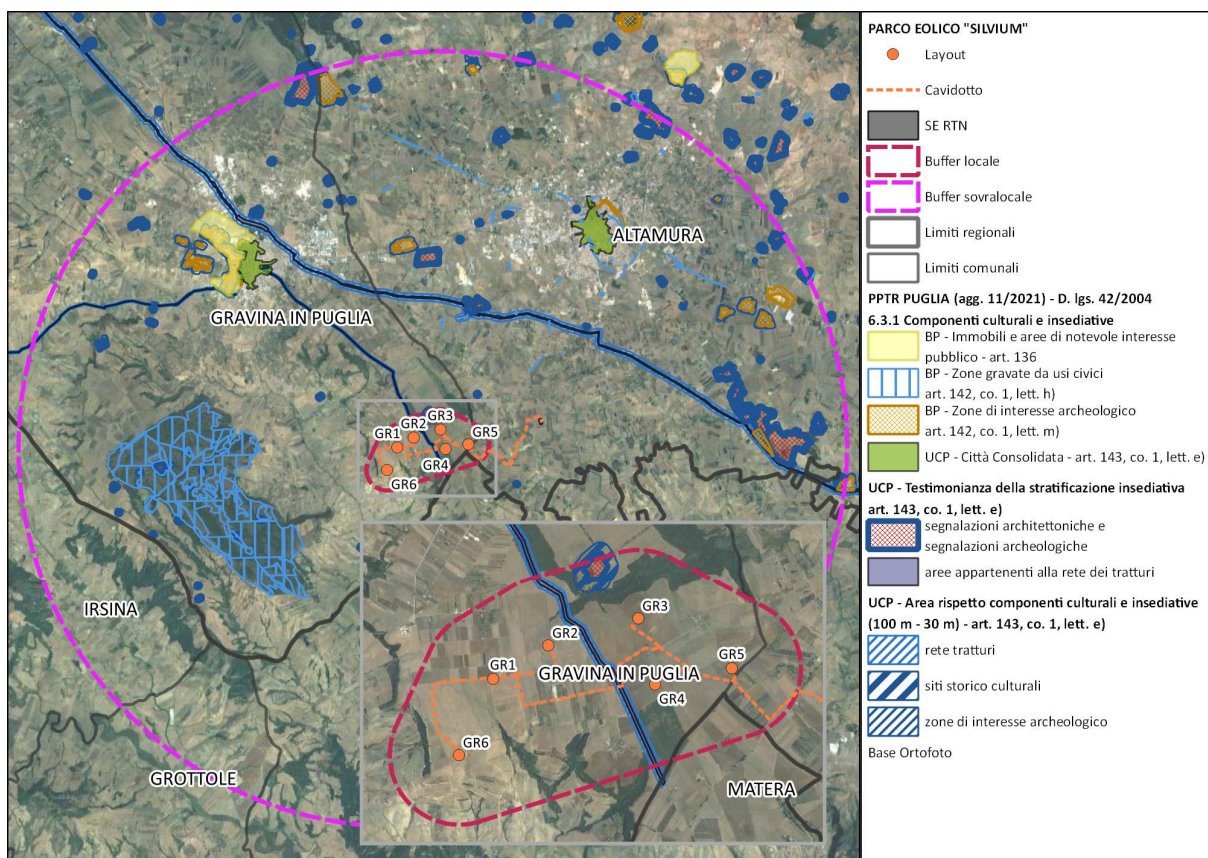 ALTAMURA
GRAVINA IN PUGLIA
GR3
GR2
GR1
GR5
GR4
GR6
IRSINA
GROTTOLE
GR3
GR2
GRAVINA IN PUGLIA
GR5
GR1
GR4
GR6
MATERA
PARCO EOLICO "SILVIUM"
Layout
Cavidotto
SE RTN
Buffer locale
Buffer sovralocale
Limiti regionali
Limiti comunali
PPTR PUGLIA (agg. 11/2021) - D. lgs. 42/2004
6.3.1 Componenti culturali e insediative
BP - Immobili e aree di notevole interesse
pubblico - art. 136
BP - Zone gravate da usi civici
art. 142, co. 1, lett. h)
BP - Zone di interesse archeologico
art. 142, co. 1, lett. m)
UCP - Città Consolidata - art. 143, co. 1, lett. e)
UCP - Testimonianza della stratificazione insediativa
art. 143, co. 1, lett. e)
segnalazioni architettoniche e
segnalazioni archeologiche
aree appartenenti alla rete dei tratturi
UCP - Area rispetto componenti culturali e insediative
(100 m - 30 m) - art. 143, co. 1, lett. e)
rete tratturi
siti storico culturali
zone di interesse archeologico
Base Ortofoto